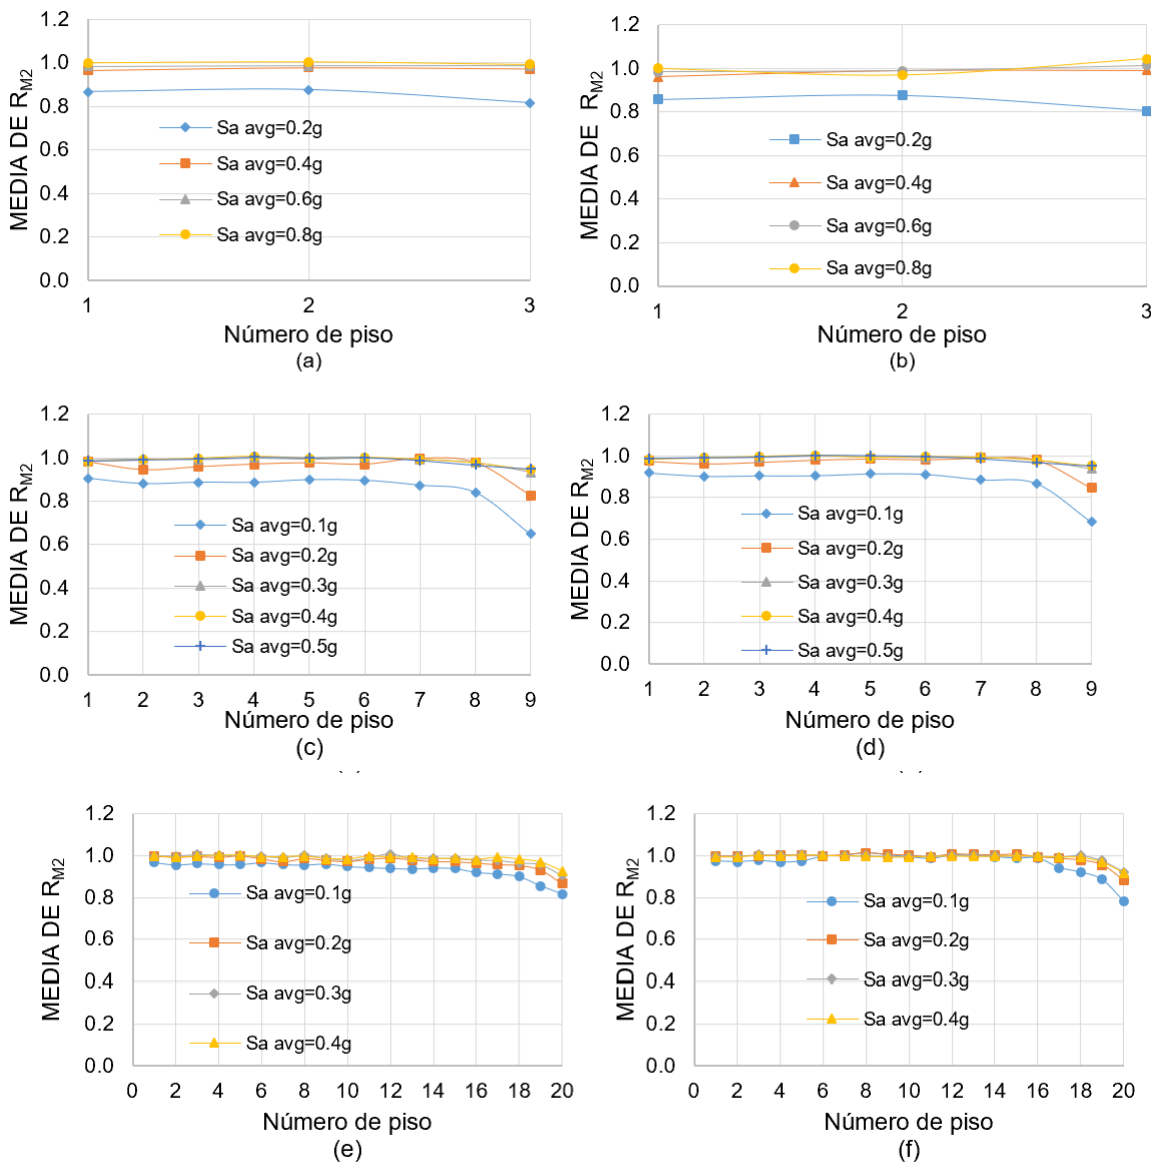 MEDIA DE R_M2
1.2
1.0
0.8
0.6
0.4
0.2
0.0
Sa avg=0.2g
Sa avg=0.4g
Sa avg=0.6g
Sa avg=0.8g
1 2 3
Número de piso
(a)
MEDIA DE R_M2
1.2
1.0
0.8
0.6
0.4
0.2
0.0
Sa avg=0.2g
Sa avg=0.4g
Sa avg=0.6g
Sa avg=0.8g
1 2 3
Número de piso
(b)
MEDIA DE R_M2
1.2
1.0
0.8
0.6
0.4
0.2
0.0
Sa avg=0.1g
Sa avg=0.2g
Sa avg=0.3g
Sa avg=0.4g
Sa avg=0.5g
1 2 3 4 5 6 7 8 9
Número de piso
(c)
MEDIA DE R_M2
1.2
1.0
0.8
0.6
0.4
0.2
0.0
Sa avg=0.1g
Sa avg=0.2g
Sa avg=0.3g
Sa avg=0.4g
Sa avg=0.5g
1 2 3 4 5 6 7 8 9
Número de piso
(d)
MEDIA DE R_M2
1.2
1.0
0.8
0.6
0.4
0.2
0.0
Sa avg=0.1g
Sa avg=0.2g
Sa avg=0.3g
Sa avg=0.4g
0 2 4 6 8 10 12 14 16 18 20
Número de piso
(e)
MEDIA DE R_M2
1.2
1.0
0.8
0.6
0.4
0.2
0.0
Sa avg=0.1g
Sa avg=0.2g
Sa avg=0.3g
Sa avg=0.4g
0 2 4 6 8 10 12 14 16 18 20
Número de piso
(f)